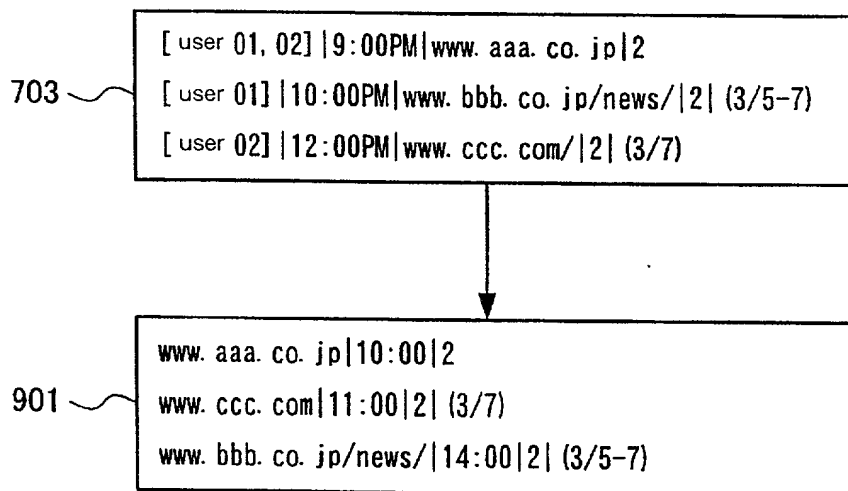 [user 01, 02]|9:00PM|www. aaa. co. jp|2
703
[user 01]|10:00PM|www. bbb. co. jp/news/|2| (3/5-7)
[user 02]|12:00PM|www. ccc. com/|2| (3/7)
www. aaa. co. jp|10:00|2
901
www. ccc. com|11:00|2| (3/7)
www. bbb. co. jp/news/|14:00|2| (3/5-7)